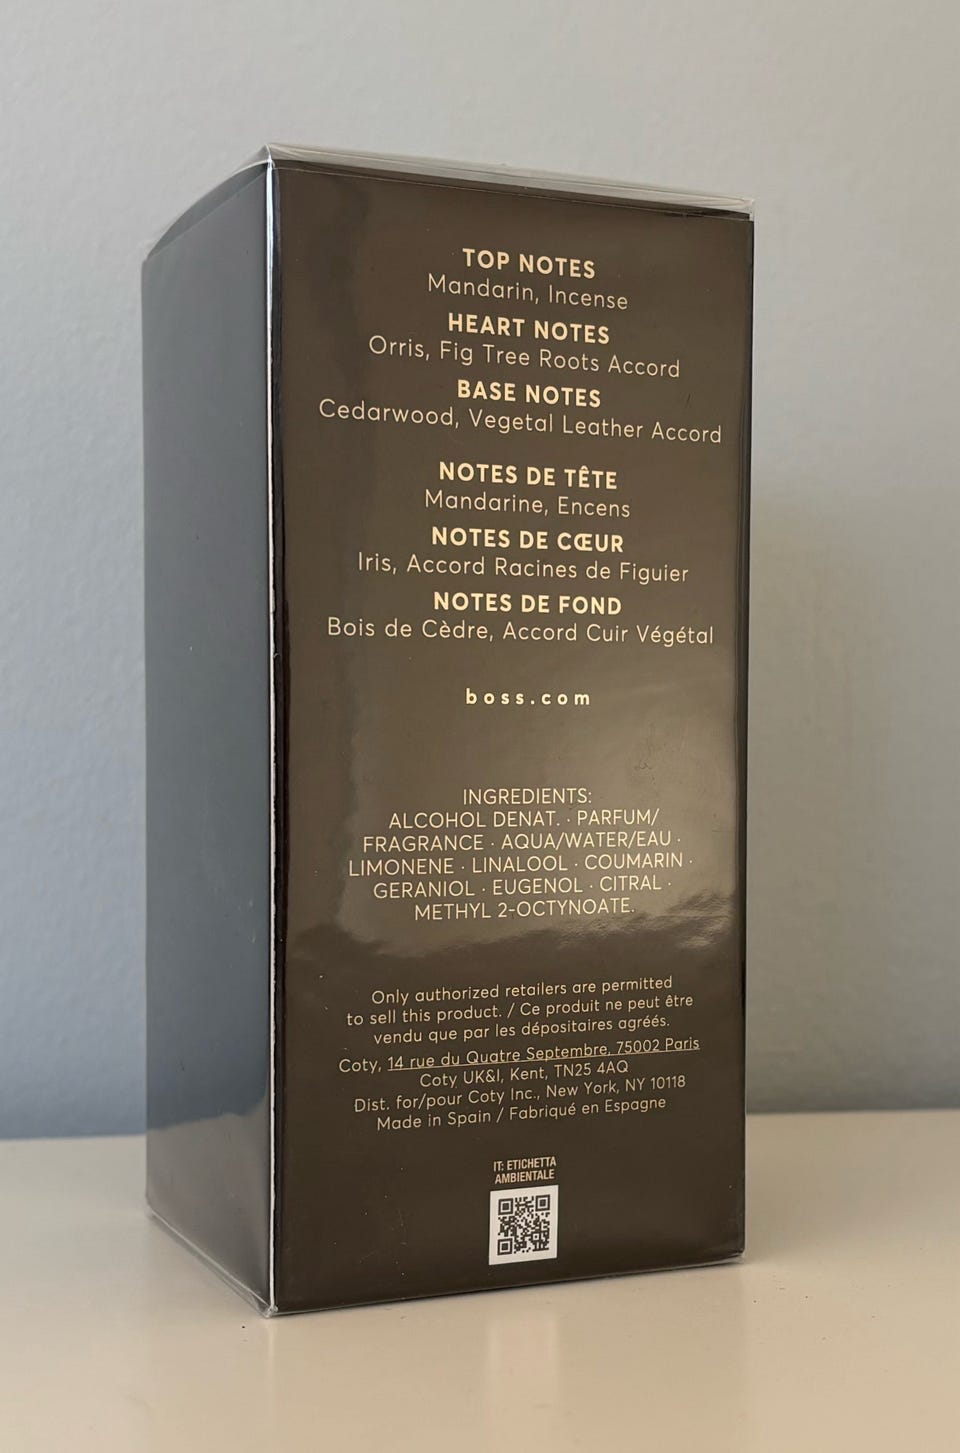 TOP NOTES
Mandarin, Incense
HEART NOTES
Orris, Fig Tree Roots Accord
BASE NOTES
Cedarwood, Vegetal Leather Accord
NOTES DE TÊTE
Mandarine, Encens
NOTES DE CŒUR
Iris, Accord Racines de Figuier
NOTES DE FOND
Bois de Cèdre, Accord Cuir Végétal
boss.com
INGREDIENTS:
ALCOHOL DENAT. · PARFUM/
FRAGRANCE · AQUA/WATER/EAU ·
LIMONENE · LINALOOL · COUMARIN ·
GERANIOL · EUGENOL · CITRAL ·
METHYL 2-OCTYNOATE.
Only authorized retailers are permitted
to sell this product. / Ce produit ne peut être
vendu que par les dépositaires agréés.
Coty, 14 rue du Quatre Septembre, 75002 Paris
Coty UK&I, Kent, TN25 4AQ
Dist. for/pour Coty Inc., New York, NY 10118
Made in Spain / Fabriqué en Espagne
IT: ETICHETTA
AMBIENTALE